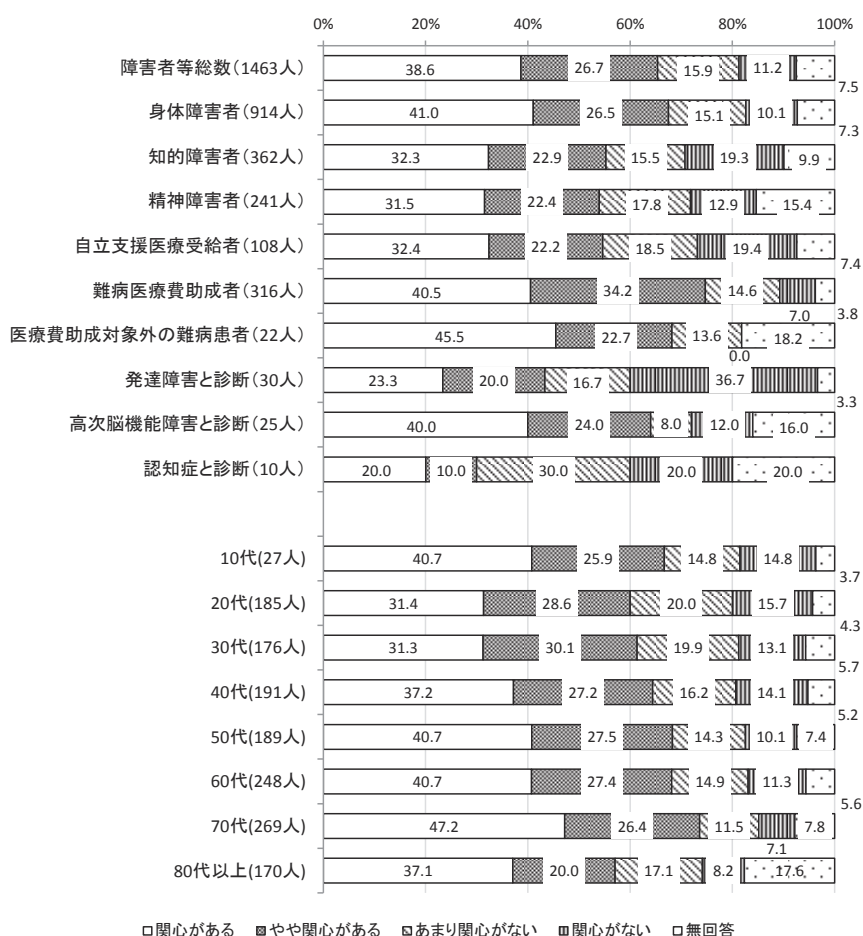 0% 20% 40% 60% 80% 100%
障害者等総数(1463人) 38.6 26.7 15.9 11.2 7.5
身体障害者(914人) 41.0 26.5 15.1 10.1 7.3
知的障害者(362人) 32.3 22.9 15.5 19.3 9.9
精神障害者(241人) 31.5 22.4 17.8 12.9 15.4
自立支援医療受給者(108人) 32.4 22.2 18.5 19.4 7.4
難病医療費助成者(316人) 40.5 34.2 14.6 7.0 3.8
医療費助成対象外の難病患者(22人) 45.5 22.7 13.6 0.0 18.2
発達障害と診断(30人) 23.3 20.0 16.7 36.7 3.3
高次脳機能障害と診断(25人) 40.0 24.0 8.0 12.0 16.0
認知症と診断(10人) 20.0 10.0 30.0 20.0 20.0
10代(27人) 40.7 25.9 14.8 14.8 3.7
20代(185人) 31.4 28.6 20.0 15.7 4.3
30代(176人) 31.3 30.1 19.9 13.1 5.7
40代(191人) 37.2 27.2 16.2 14.1 5.2
50代(189人) 40.7 27.5 14.3 10.1 7.4
60代(248人) 40.7 27.4 14.9 11.3 5.6
70代(269人) 47.2 26.4 11.5 7.1 7.8
80代以上(170人) 37.1 20.0 17.1 8.2 17.6
関心がある やや関心がある あまり関心がない 関心がない 無回答